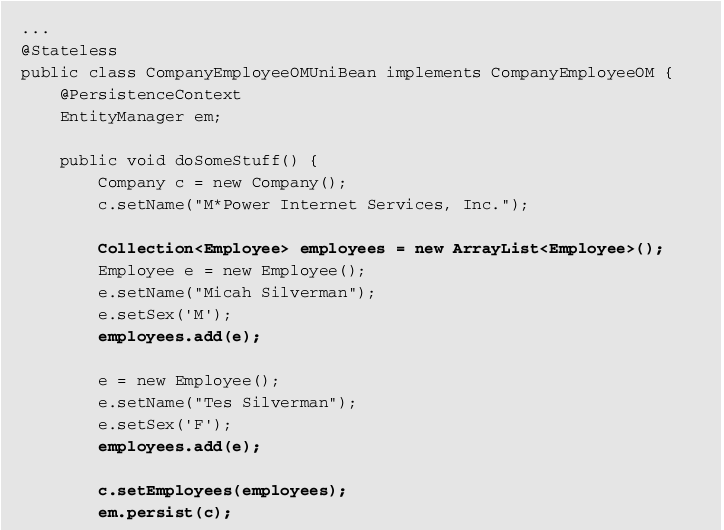 ...
@Stateless
public class CompanyEmployeeOMUniBean implements CompanyEmployeeOM {
@PersistenceContext
EntityManager em;
public void doSomeStuff() {
Company c = new Company();
c.setName("M*Power Internet Services, Inc.");
Collection<Employee> employees = new ArrayList<Employee>();
Employee e = new Employee();
e.setName("Micah Silverman");
e.setSex('M');
employees.add(e);
e = new Employee();
e.setName("Tes Silverman");
e.setSex('F');
employees.add(e);
c.setEmployees(employees);
em.persist(c);